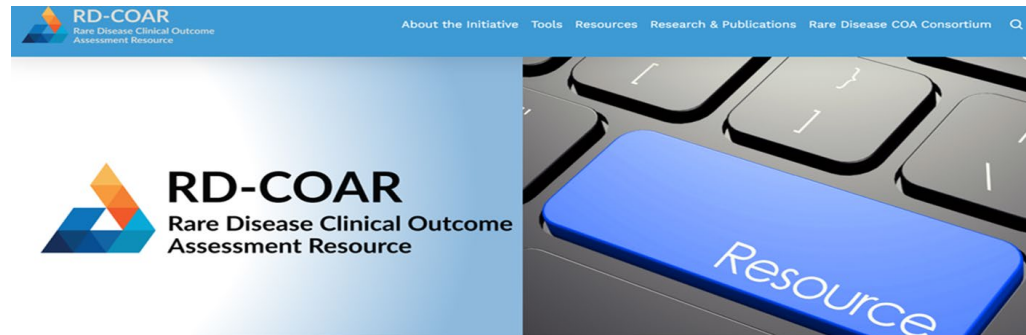 RD-COAR
Rare Disease Clinical Outcome
Assessment Resource
About the Initiative Tools Resources Research & Publications Rare Disease COA Consortium
RD-COAR
Rare Disease Clinical Outcome
Assessment Resource
[
}
]
\
Resource